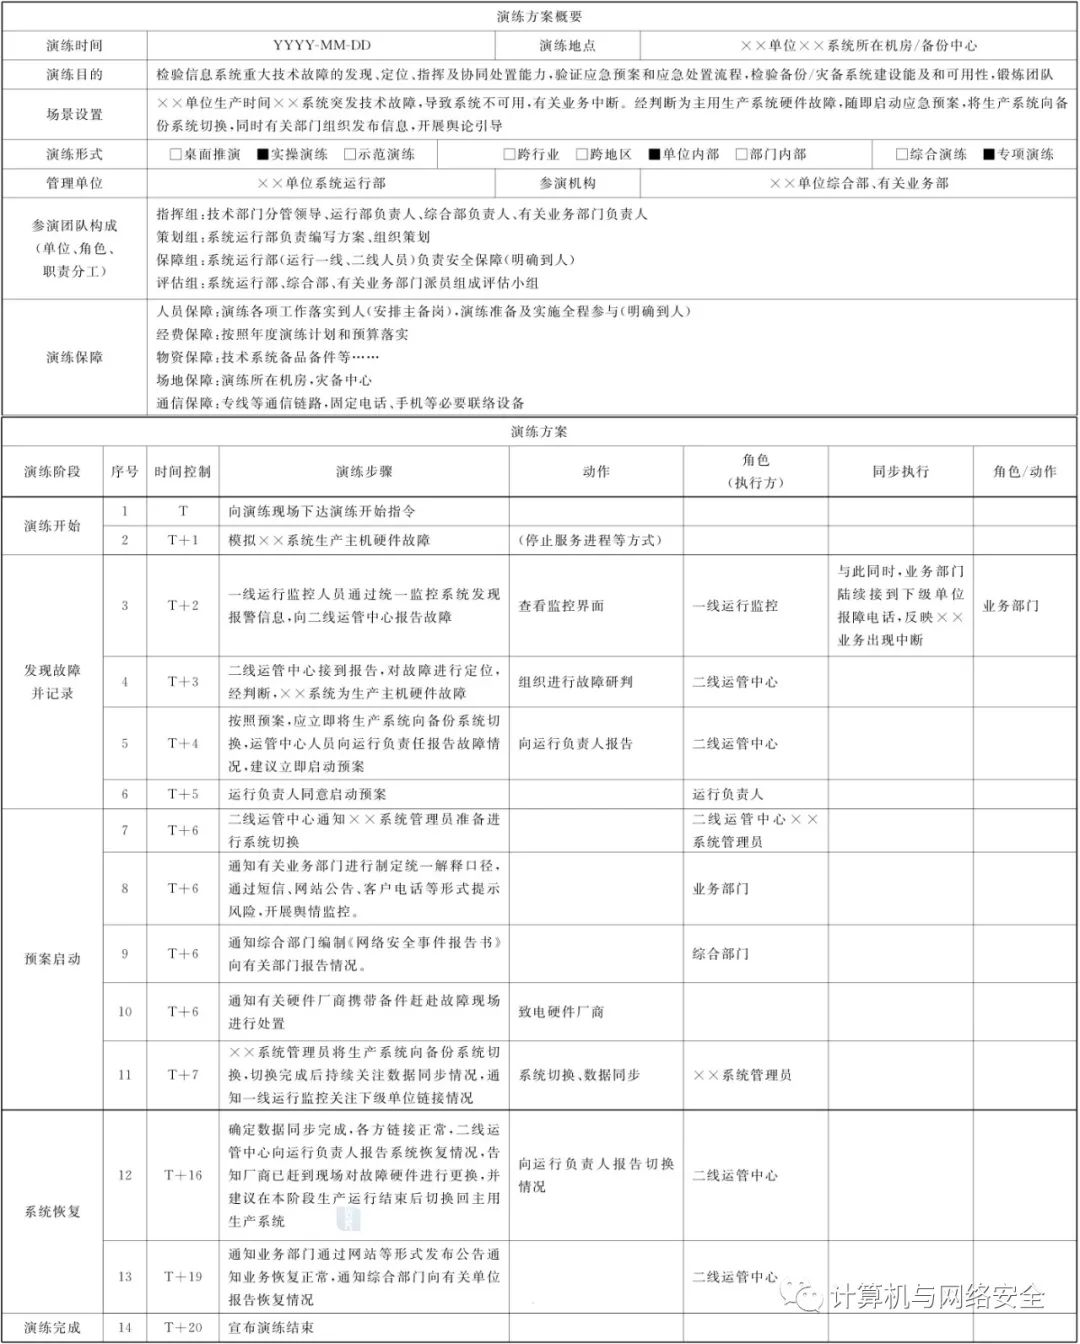 演练方案概要
演练时间 YYYY-MM-DD 演练地点 ××单位××系统所在机房/备份中心
演练目的 检验信息系统重大技术故障的发现、定位、指挥及协同处置能力,验证应急预案和应急处置流程,检验备份/灾备系统建设能及和可用性,锻炼团队
场景设置
××单位生产时间××系统突发技术故障,导致系统不可用,有关业务中断。经判断为主用生产系统硬件故障,随即启动应急预案,将生产系统向备
份系统切换,同时有关部门组织发布信息,开展舆论引导
演练形式 □桌面推演 ■实操演练 □示范演练 □跨行业 □跨地区 ■单位内部 □部门内部 □综合演练 ■专项演练
管理单位 ××单位系统运行部 参演机构 ××单位综合部、有关业务部
参演团队构成
(单位、角色、
职责分工)
指挥组:技术部门分管领导、运行部负责人、综合部负责人、有关业务部门负责人
策划组:系统运行部负责编写方案、组织策划
保障组:系统运行部(运行一线、二线人员)负责安全保障(明确到人)
评估组:系统运行部、综合部、有关业务部门派员组成评估小组
演练保障
人员保障:演练各项工作落实到人(安排主备岗),演练准备及实施全程参与(明确到人)
经费保障:按照年度演练计划和预算落实
物资保障:技术系统备品备件等……
场地保障:演练所在机房,灾备中心
通信保障:专线等通信链路,固定电话、手机等必要联络设备
演练方案
演练阶段 序号 时间控制 演练步骤 动作 角色
(执行方) 同步执行 角色/动作
演练开始
1 T 向演练现场下达演练开始指令
2 T+1 模拟××系统生产主机硬件故障 (停止服务进程等方式)
发现故障
并记录
3 T+2
一线运行监控人员通过统一监控系统发现
报警信息,向二线运管中心报告故障
查看监控界面 一线运行监控
与此同时,业务部门
陆续接到下级单位
报障电话,反映××
业务出现中断
业务部门
4 T+3
二线运管中心接到报告,对故障进行定位,
经判断,××系统为生产主机硬件故障
组织进行故障研判 二线运管中心
5 T+4
按照预案,应立即将生产系统向备份系统切
换,运管中心人员向运行负责任报告故障情
况,建议立即启动预案
向运行负责人报告 二线运管中心
6 T+5 运行负责人同意启动预案 运行负责人
预案启动
7 T+6
二线运管中心通知××系统管理员准备进
行系统切换
二线运管中心××
系统管理员
8 T+6
通知有关业务部门进行制定统一解释口径,
通过短信、网站公告、客户电话等形式提示
风险,开展舆情监控。
业务部门
9 T+6
通知综合部门编制《网络安全事件报告书》
向有关部门报告情况。
综合部门
10 T+6
通知有关硬件厂商携带备件赶赴故障现场
进行处置
致电硬件厂商
11 T+7
××系统管理员将生产系统向备份系统切
换,切换完成后持续关注数据同步情况,通
知一线运行监控关注下级单位链接情况
系统切换、数据同步 ××系统管理员
系统恢复
12 T+16
确定数据同步完成,各方链接正常,二线运
管中心向运行负责人报告系统恢复情况,告
知厂商已赶到现场对故障硬件进行更换,并
建议在本阶段生产运行结束后切换回主用
生产系统
向运行负责人报告切换
情况
二线运管中心
13 T+19
通知业务部门通过网站等形式发布公告通
知业务恢复正常,通知综合部门向有关单位
报告恢复情况
二线运管中心
计算机与网络安全
演练完成 14 T+20 宣布演练结束